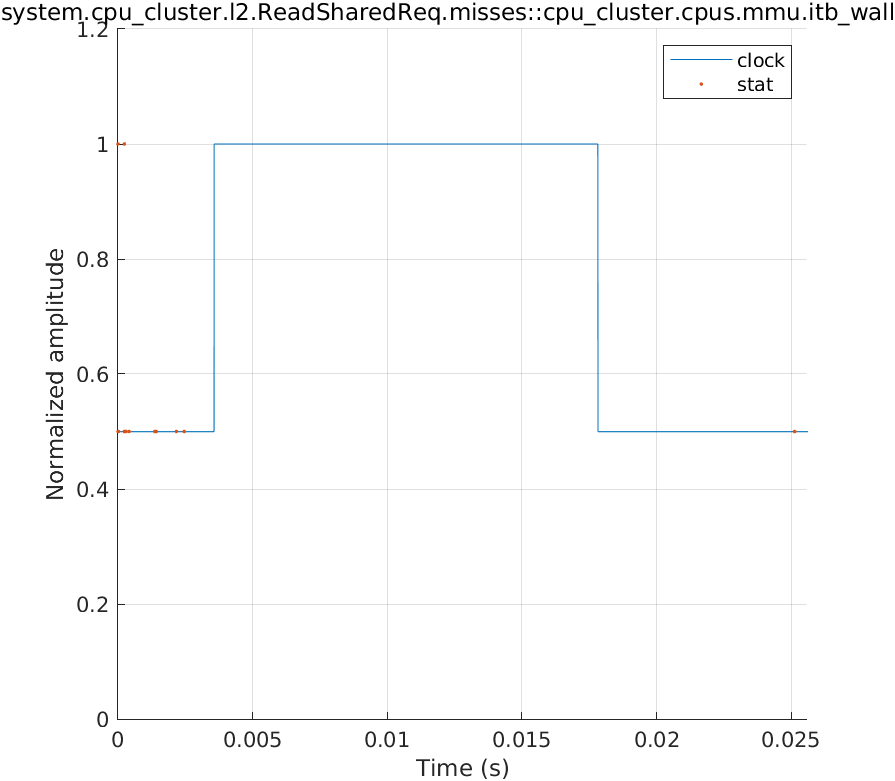 system.cpu_cluster.l2.ReadSharedReq.misses::cpu_cluster.cpus.mmu.itb_wall
1.2
1
0.8
0.6
0.4
0.2
0
Normalized amplitude
clock
stat
0 0.005 0.01 0.015 0.02 0.025
Time (s)